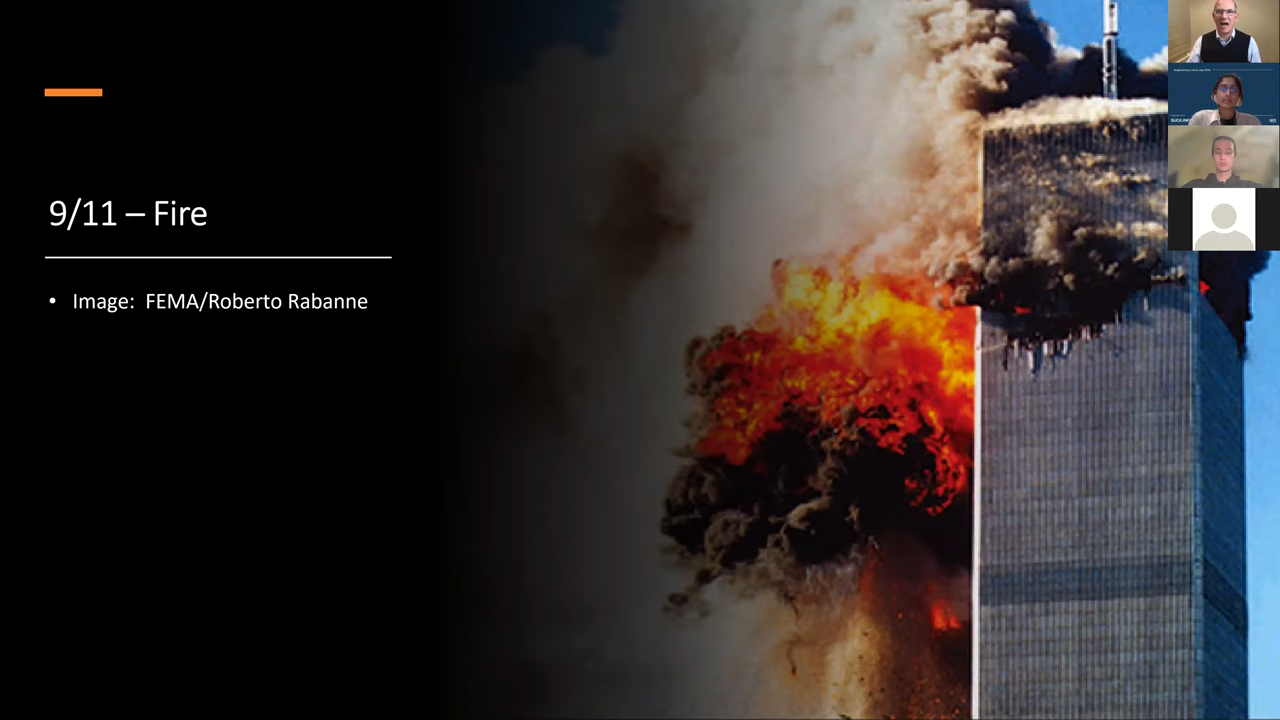 9/11 – Fire
• Image: FEMA/Roberto Rabanne